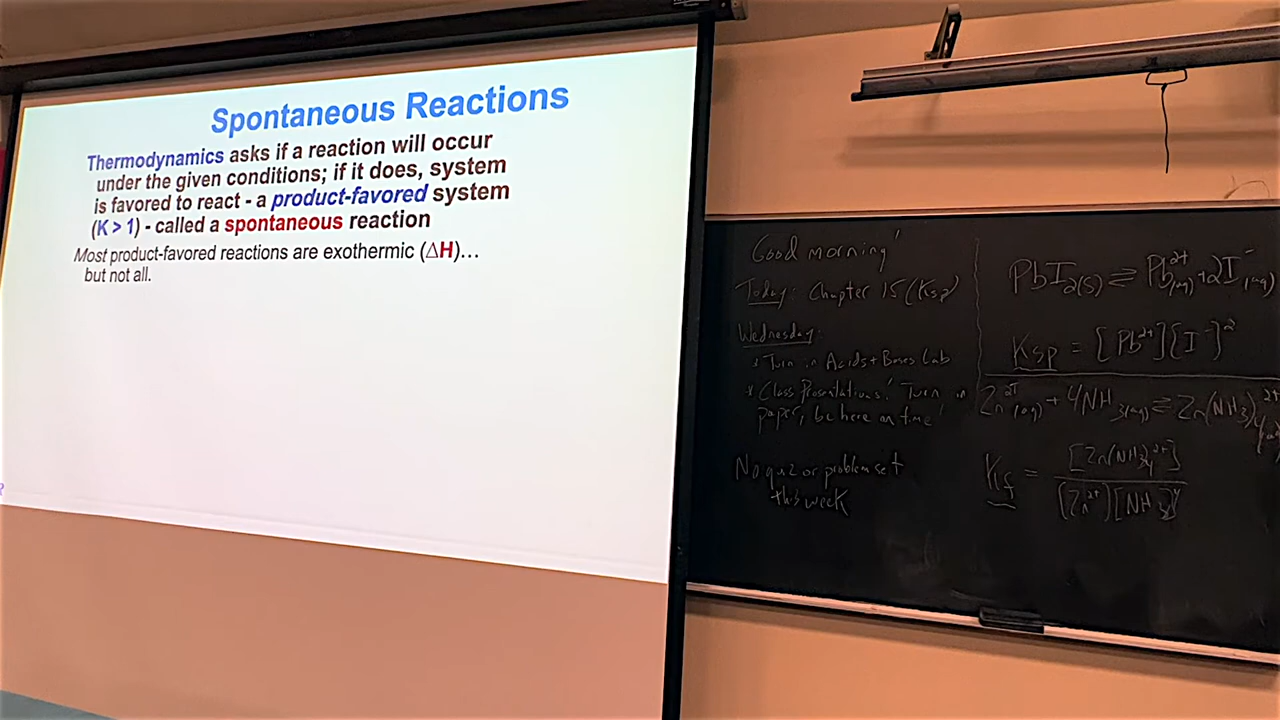 Spontaneous Reactions
Thermodynamics asks if a reaction will occur
under the given conditions; if it does, system
is favored to react - a product-favored system
(K > 1) - called a spontaneous reaction
Most product-favored reactions are exothermic (ΔH)…
but not all.
Good morning!
Today: Chapter 15 (Ksp)
Wednesday:
* Turn in Acids + Bases Lab
* Class Presentations! Turn in
paper, be here on time!
No quiz or problem set
this week
PbI₂(s) ⇌ Pb²⁺(aq) + 2I⁻(aq)
Ksp = [Pb²⁺][I⁻]²
Zn²⁺(aq) + 4NH₃(aq) ⇌ Zn(NH₃)₄²⁺
Kf = [Zn(NH₃)₄²⁺]
[Zn²⁺][NH₃]⁴